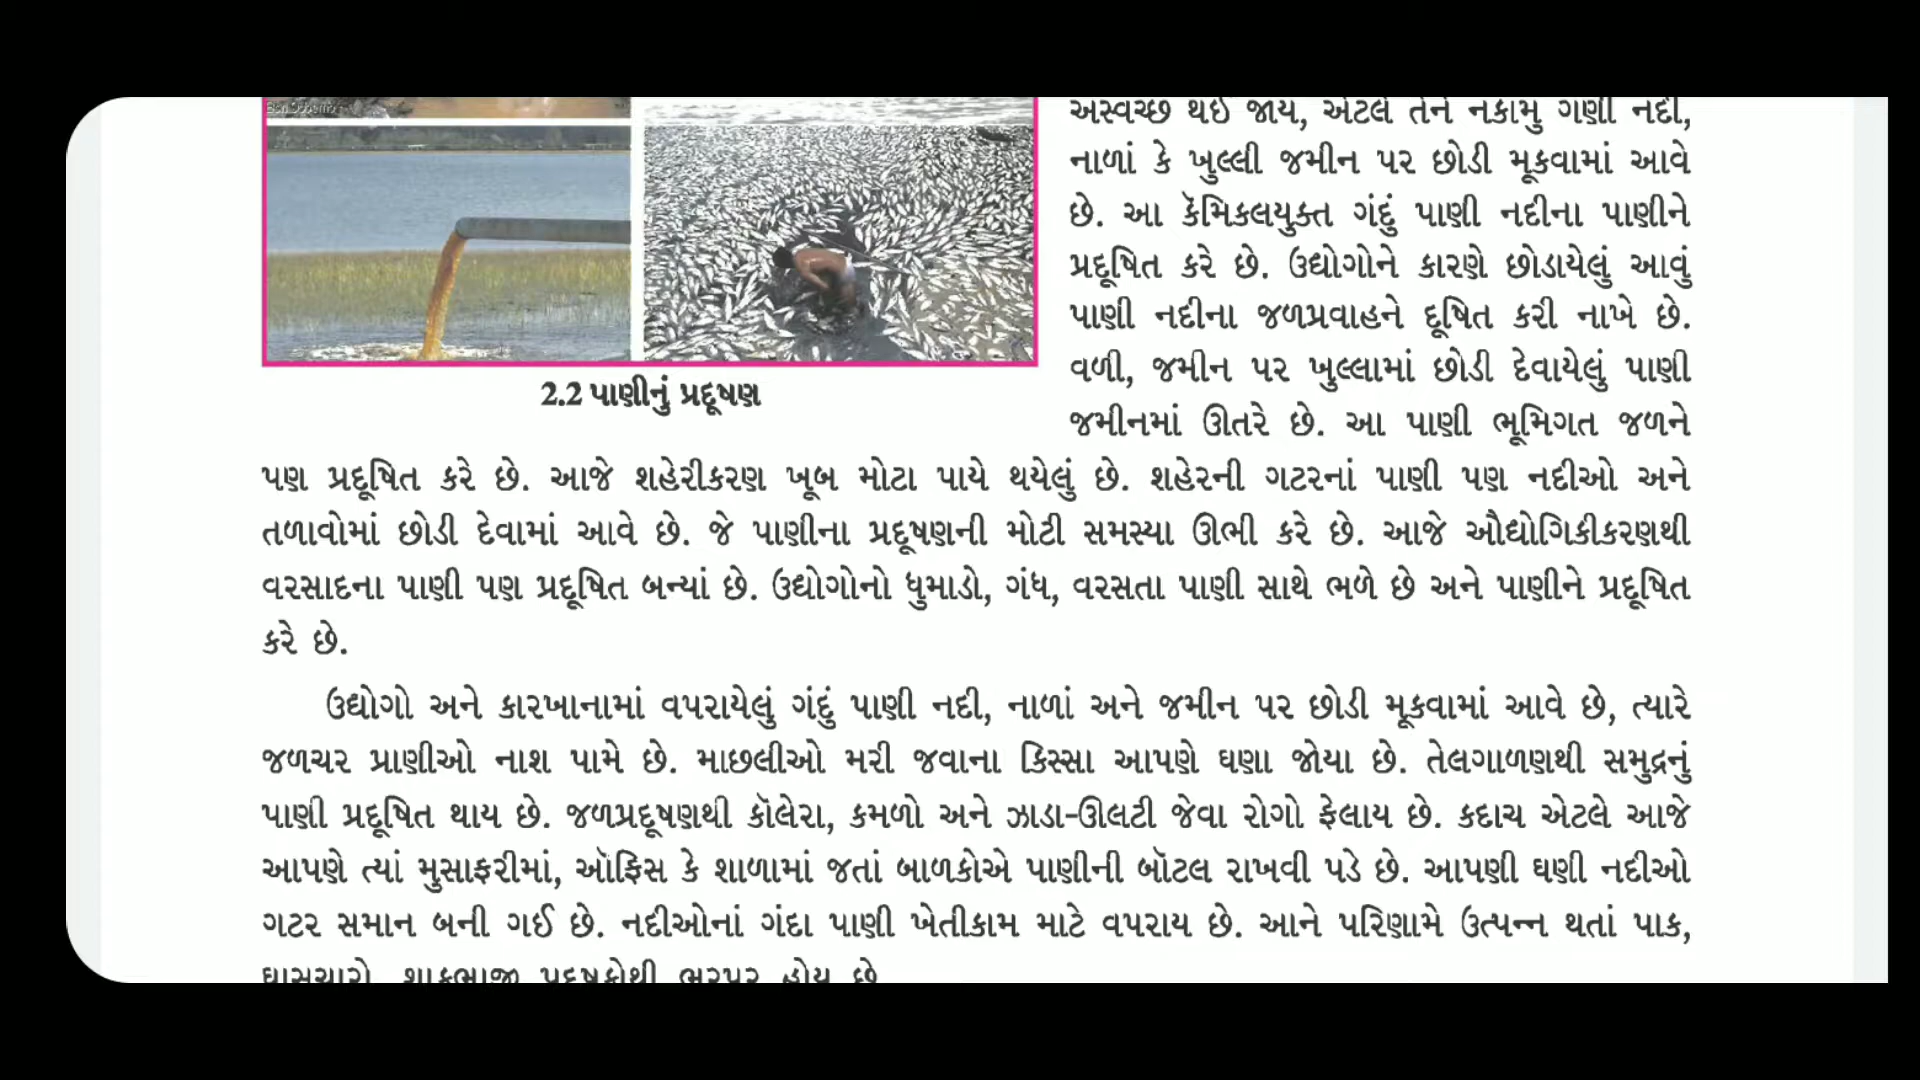 અસ્વચ્છ થઈ જાય, એટલે તેને નકામું ગણી નદી,
નાળાં કે ખુલ્લી જમીન પર છોડી મૂકવામાં આવે
છે. આ કૅમિકલયુક્ત ગંદું પાણી નદીના પાણીને
પ્રદૂષિત કરે છે. ઉદ્યોગોને કારણે છોડાયેલું આવું
પાણી નદીના જળપ્રવાહને દૂષિત કરી નાખે છે.
વળી, જમીન પર ખુલ્લામાં છોડી દેવાયેલું પાણી
જમીનમાં ઊતરે છે. આ પાણી ભૂમિગત જળને
2.2 પાણીનું પ્રદૂષણ
પણ પ્રદૂષિત કરે છે. આજે શહેરીકરણ ખૂબ મોટા પાયે થયેલું છે. શહેરની ગટરનાં પાણી પણ નદીઓ અને
તળાવોમાં છોડી દેવામાં આવે છે. જે પાણીના પ્રદૂષણની મોટી સમસ્યા ઊભી કરે છે. આજે ઔદ્યોગિકીકરણથી
વરસાદના પાણી પણ પ્રદૂષિત બન્યાં છે. ઉદ્યોગોનો ધુમાડો, ગંધ, વરસતા પાણી સાથે ભળે છે અને પાણીને પ્રદૂષિત
કરે છે.
ઉદ્યોગો અને કારખાનામાં વપરાયેલું ગંદું પાણી નદી, નાળાં અને જમીન પર છોડી મૂકવામાં આવે છે, ત્યારે
જળચર પ્રાણીઓ નાશ પામે છે. માછલીઓ મરી જવાના કિસ્સા આપણે ઘણા જોયા છે. તેલગાળણથી સમુદ્રનું
પાણી પ્રદૂષિત થાય છે. જળપ્રદૂષણથી કૉલેરા, કમળો અને ઝાડા-ઊલટી જેવા રોગો ફેલાય છે. કદાચ એટલે આજે
આપણે ત્યાં મુસાફરીમાં, ઑફિસ કે શાળામાં જતાં બાળકોએ પાણીની બૉટલ રાખવી પડે છે. આપણી ઘણી નદીઓ
ગટર સમાન બની ગઈ છે. નદીઓનાં ગંદા પાણી ખેતીકામ માટે વપરાય છે. આને પરિણામે ઉત્પન્ન થતાં પાક,
ઘાસચારો, શાકભાજી પ્રદૂષકોથી ભરપૂર હોય છે